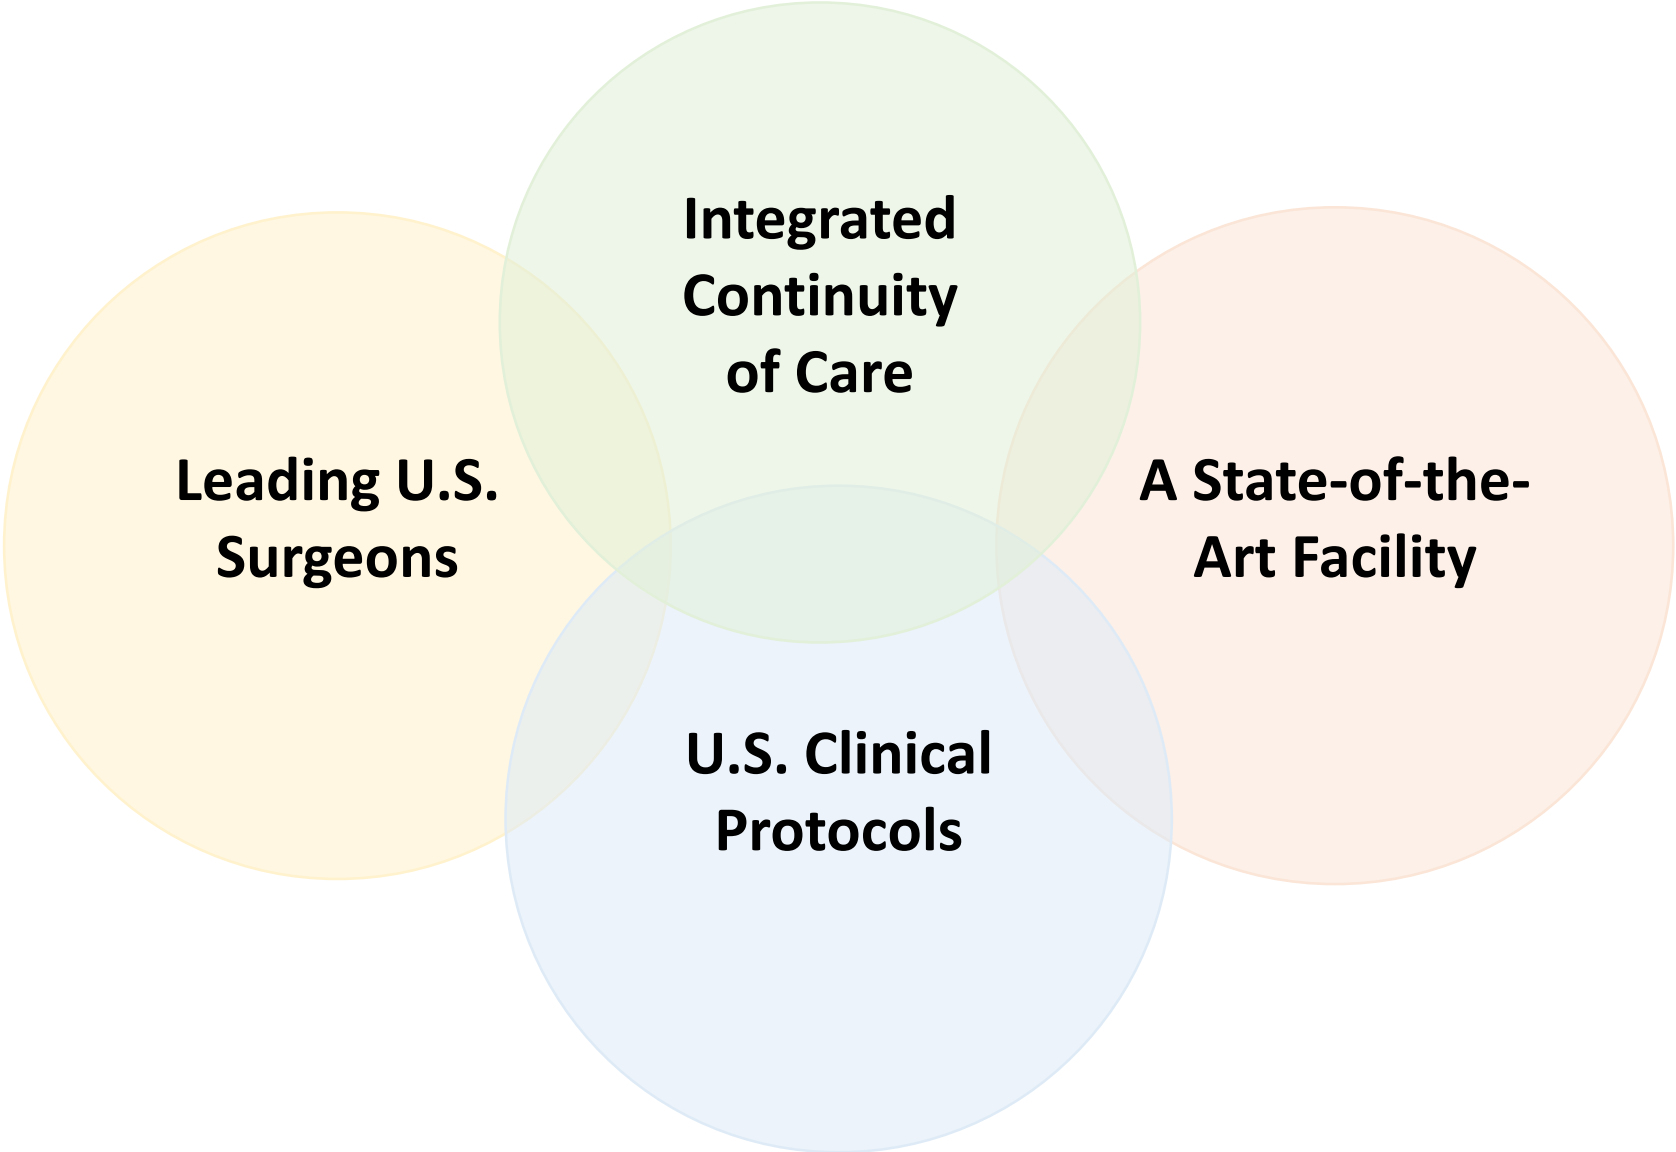 Integrated
Continuity
of Care
Leading U.S.
Surgeons
A State-of-the-
Art Facility
U.S. Clinical
Protocols